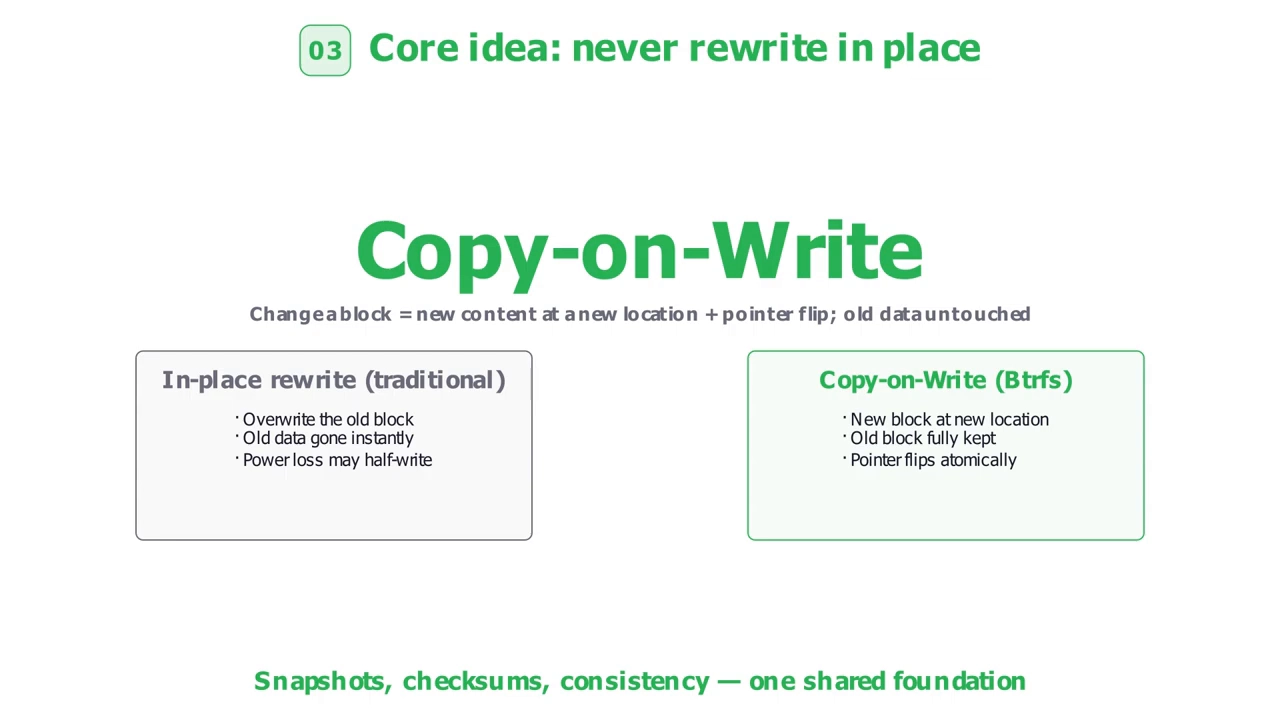 03 Core idea: never rewrite in place
Copy-on-Write
Change a block = new content at a new location + pointer flip; old data untouched
In-place rewrite (traditional)
· Overwrite the old block
· Old data gone instantly
· Power loss may half-write
Copy-on-Write (Btrfs)
· New block at new location
· Old block fully kept
· Pointer flips atomically
Snapshots, checksums, consistency — one shared foundation